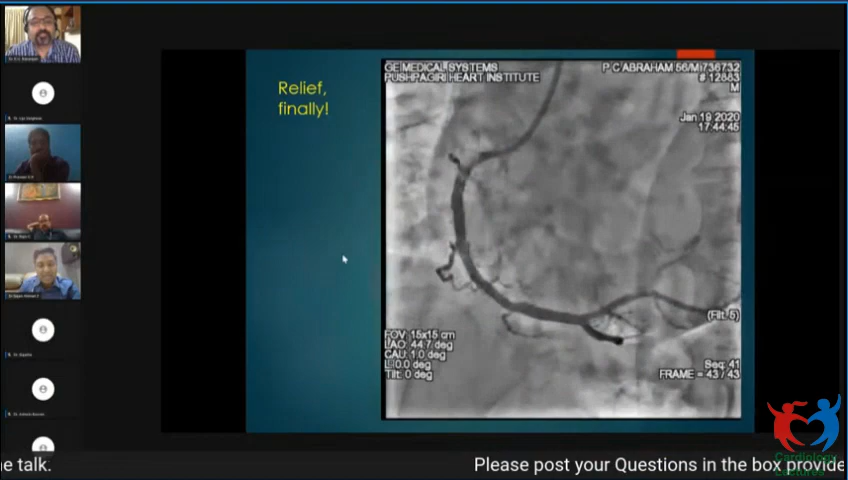 Relief,
finally!
GE MEDICAL SYSTEMS
PUSHPAGIRI HEART INSTITUTE
P C ABRAHAM 56/M 736732
# 12883
M
Jan 19 2020
17:44:45
FOV: 15x15 cm
LAO: 44.7 deg
CAU: 1.0 deg
L: 0.0 deg
Tilt: 0 deg
(Filt. 5)
Seq: 41
FRAME = 43 / 43
Cardiology
Lectures
e talk.
Please post your Questions in the box provide